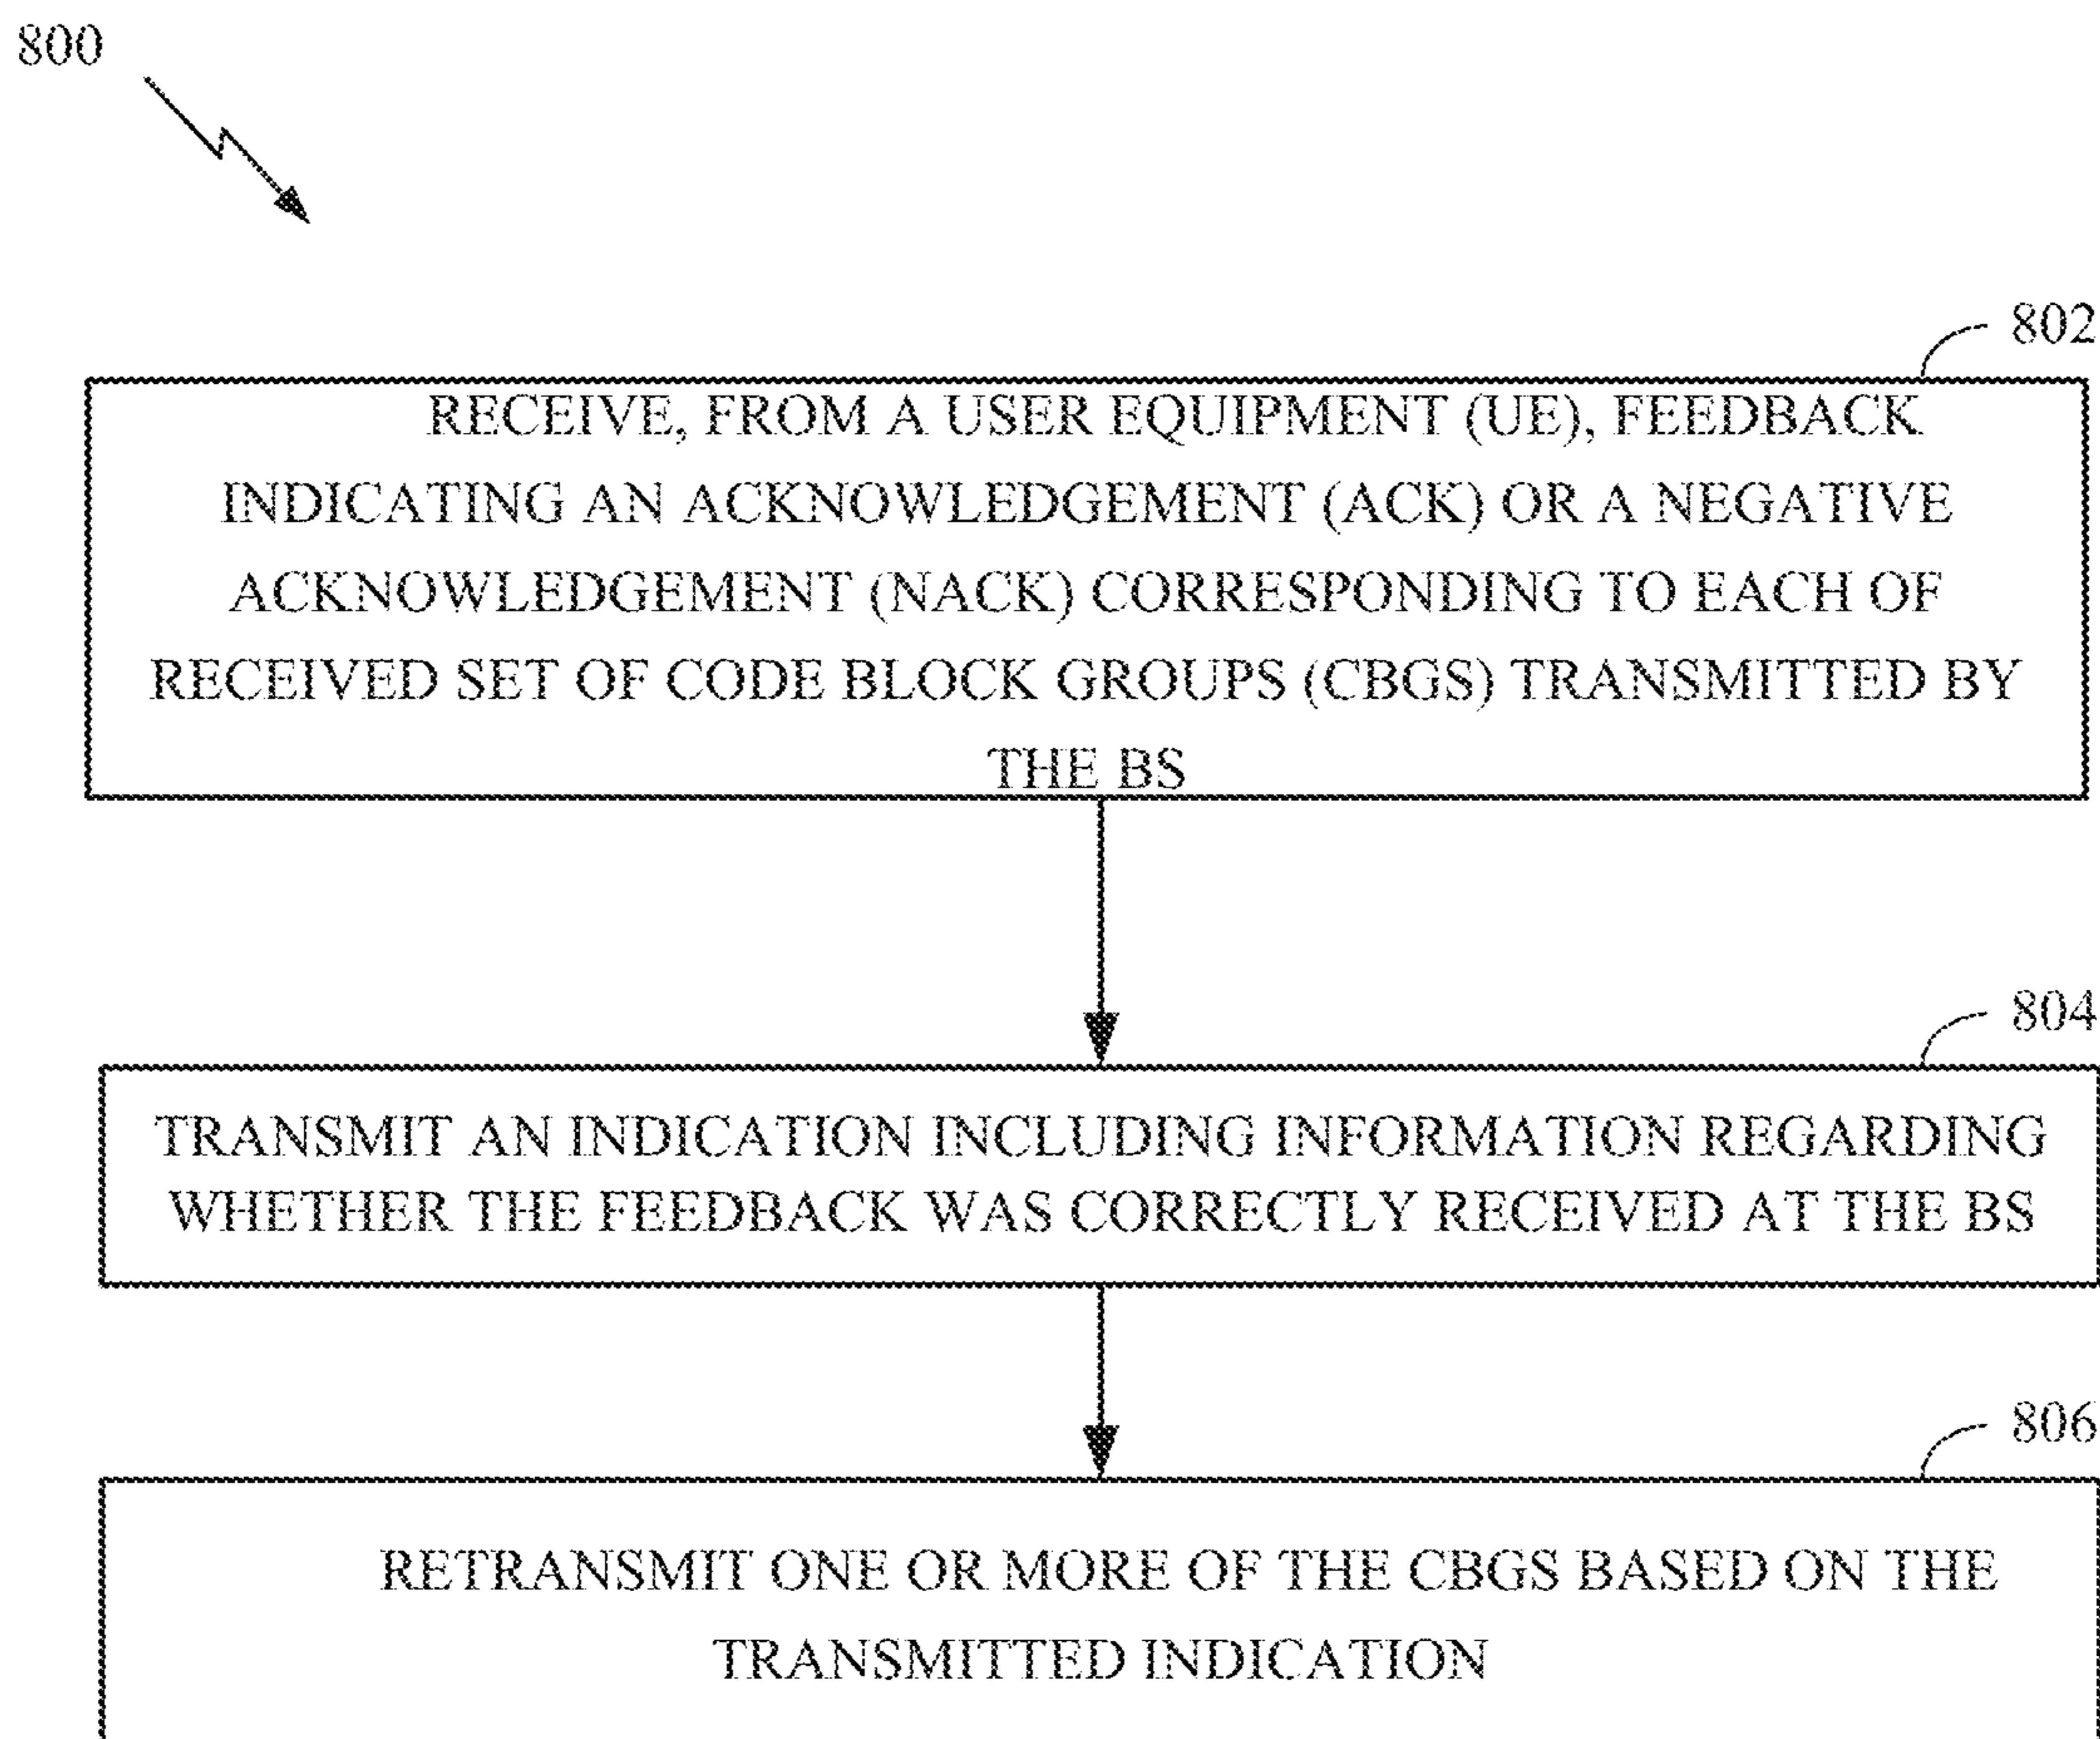 800
802
RECEIVE, FROM A USER EQUIPMENT (UE), FEEDBACK
INDICATING AN ACKNOWLEDGEMENT (ACK) OR A NEGATIVE
ACKNOWLEDGEMENT (NACK) CORRESPONDING TO EACH OF
RECEIVED SET OF CODE BLOCK GROUPS (CBGS) TRANSMITTED BY
THE BS
804
TRANSMIT AN INDICATION INCLUDING INFORMATION REGARDING
WHETHER THE FEEDBACK WAS CORRECTLY RECEIVED AT THE BS
806
RETRANSMIT ONE OR MORE OF THE CBGS BASED ON THE
TRANSMITTED INDICATION